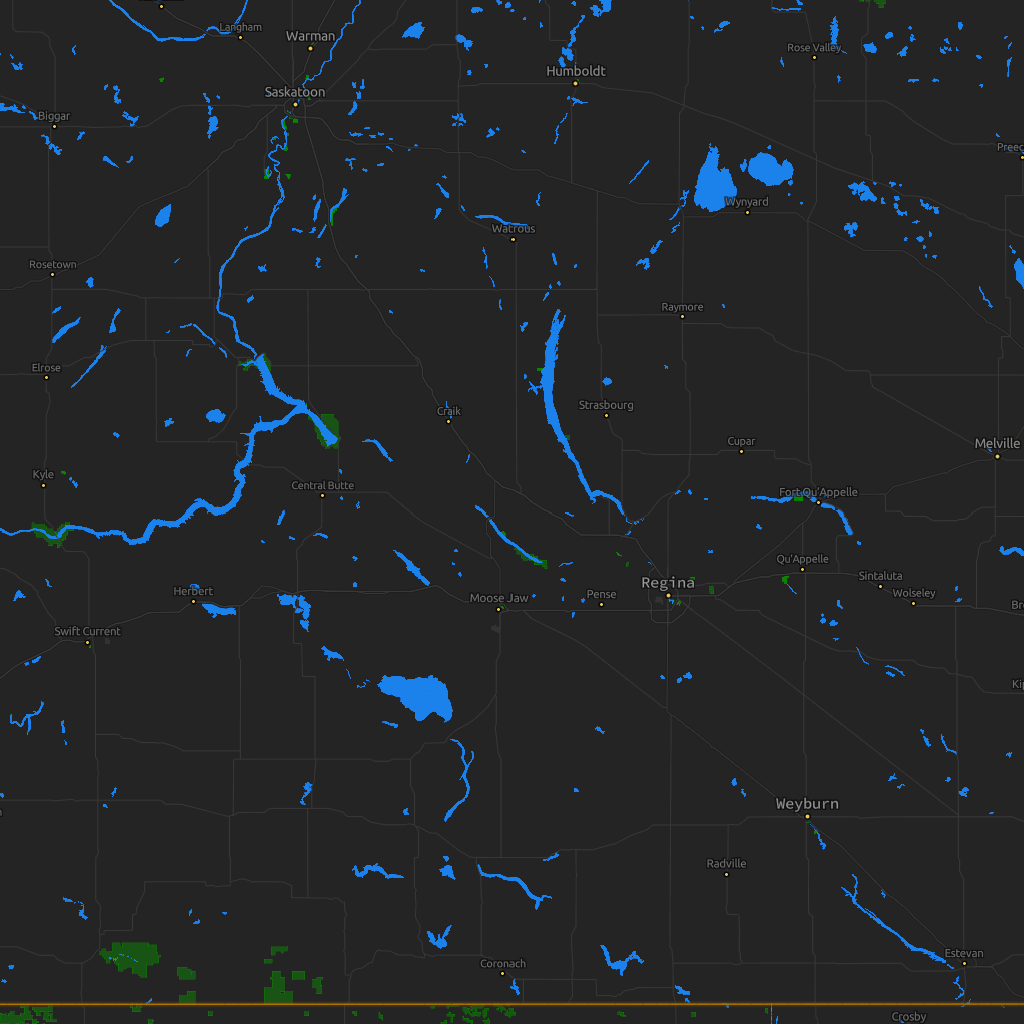 Langham
Warman
Rose Valley
Humboldt
Saskatoon
Biggar
Preec
Wynyard
Watrous
Rosetown
Raymore
Elrose
Strasbourg
Craik
Cupar
Melville
Kyle
Central Butte
Fort Qu'Appelle
Qu'Appelle
Sintaluta
Regina
Herbert
Pense
Wolseley
Moose Jaw
Bro
Swift Current
Kip
Weyburn
Radville
Estevan
Coronach
Crosby